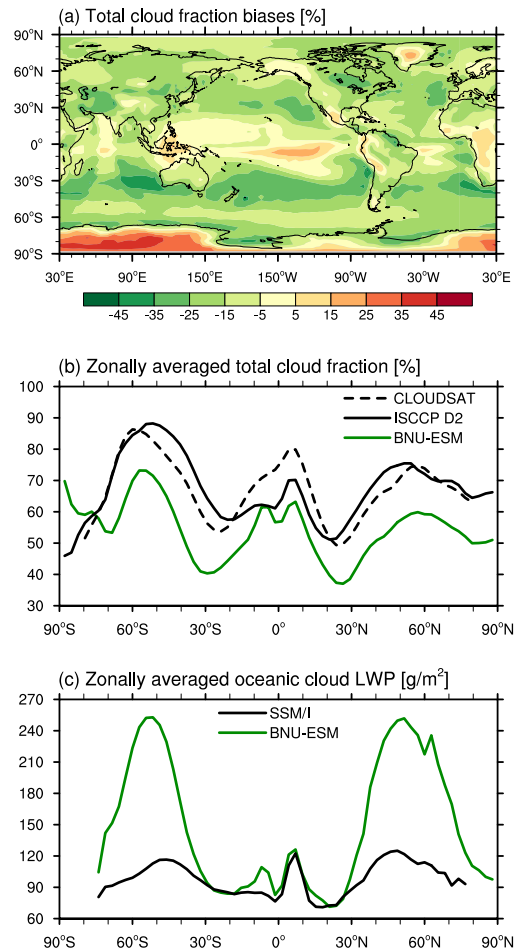 (a) Total cloud fraction biases [%]
90°N
60°N
30°N
0°
30°S
60°S
90°S
30°E 90°E 150°E 150°W 90°W 30°W 30°E
-45 -35 -25 -15 -5 5 15 25 35 45
(b) Zonally averaged total cloud fraction [%]
100
90
80
70
60
50
40
30
CLOUDSAT
ISCCP D2
BNU-ESM
90°S 60°S 30°S 0° 30°N 60°N 90°N
(c) Zonally averaged oceanic cloud LWP [g/m²]
270
240
210
180
150
120
90
60
SSM/I
BNU-ESM
90°S 60°S 30°S 0° 30°N 60°N 90°N